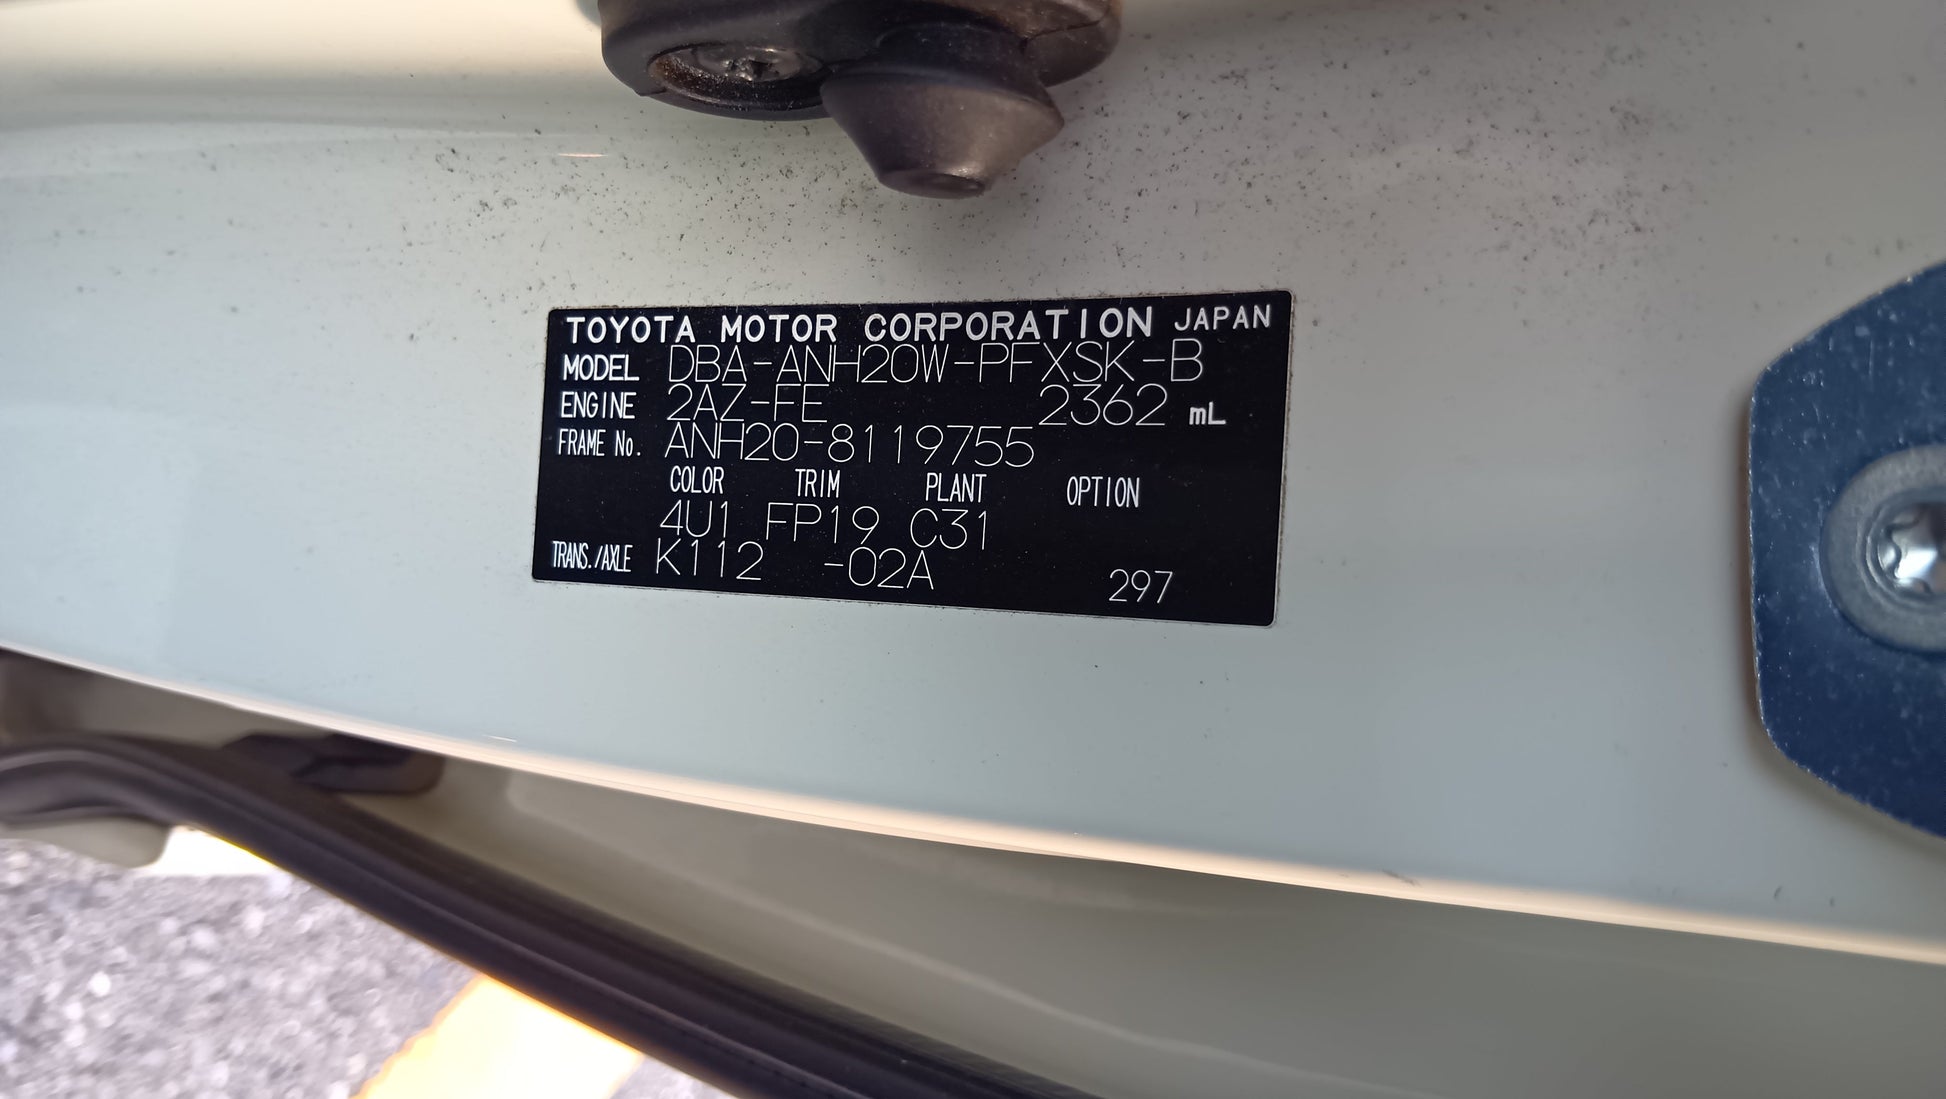 TOYOTA MOTOR CORPORATION JAPAN
MODEL DBA-ANH20W-PFXSK-B
ENGINE 2AZ-FE 2362 mL
FRAME No. ANH20-8119755
COLOR TRIM PLANT OPTION
4U1 FP19 C31
TRANS./AXLE K112 -02A 297